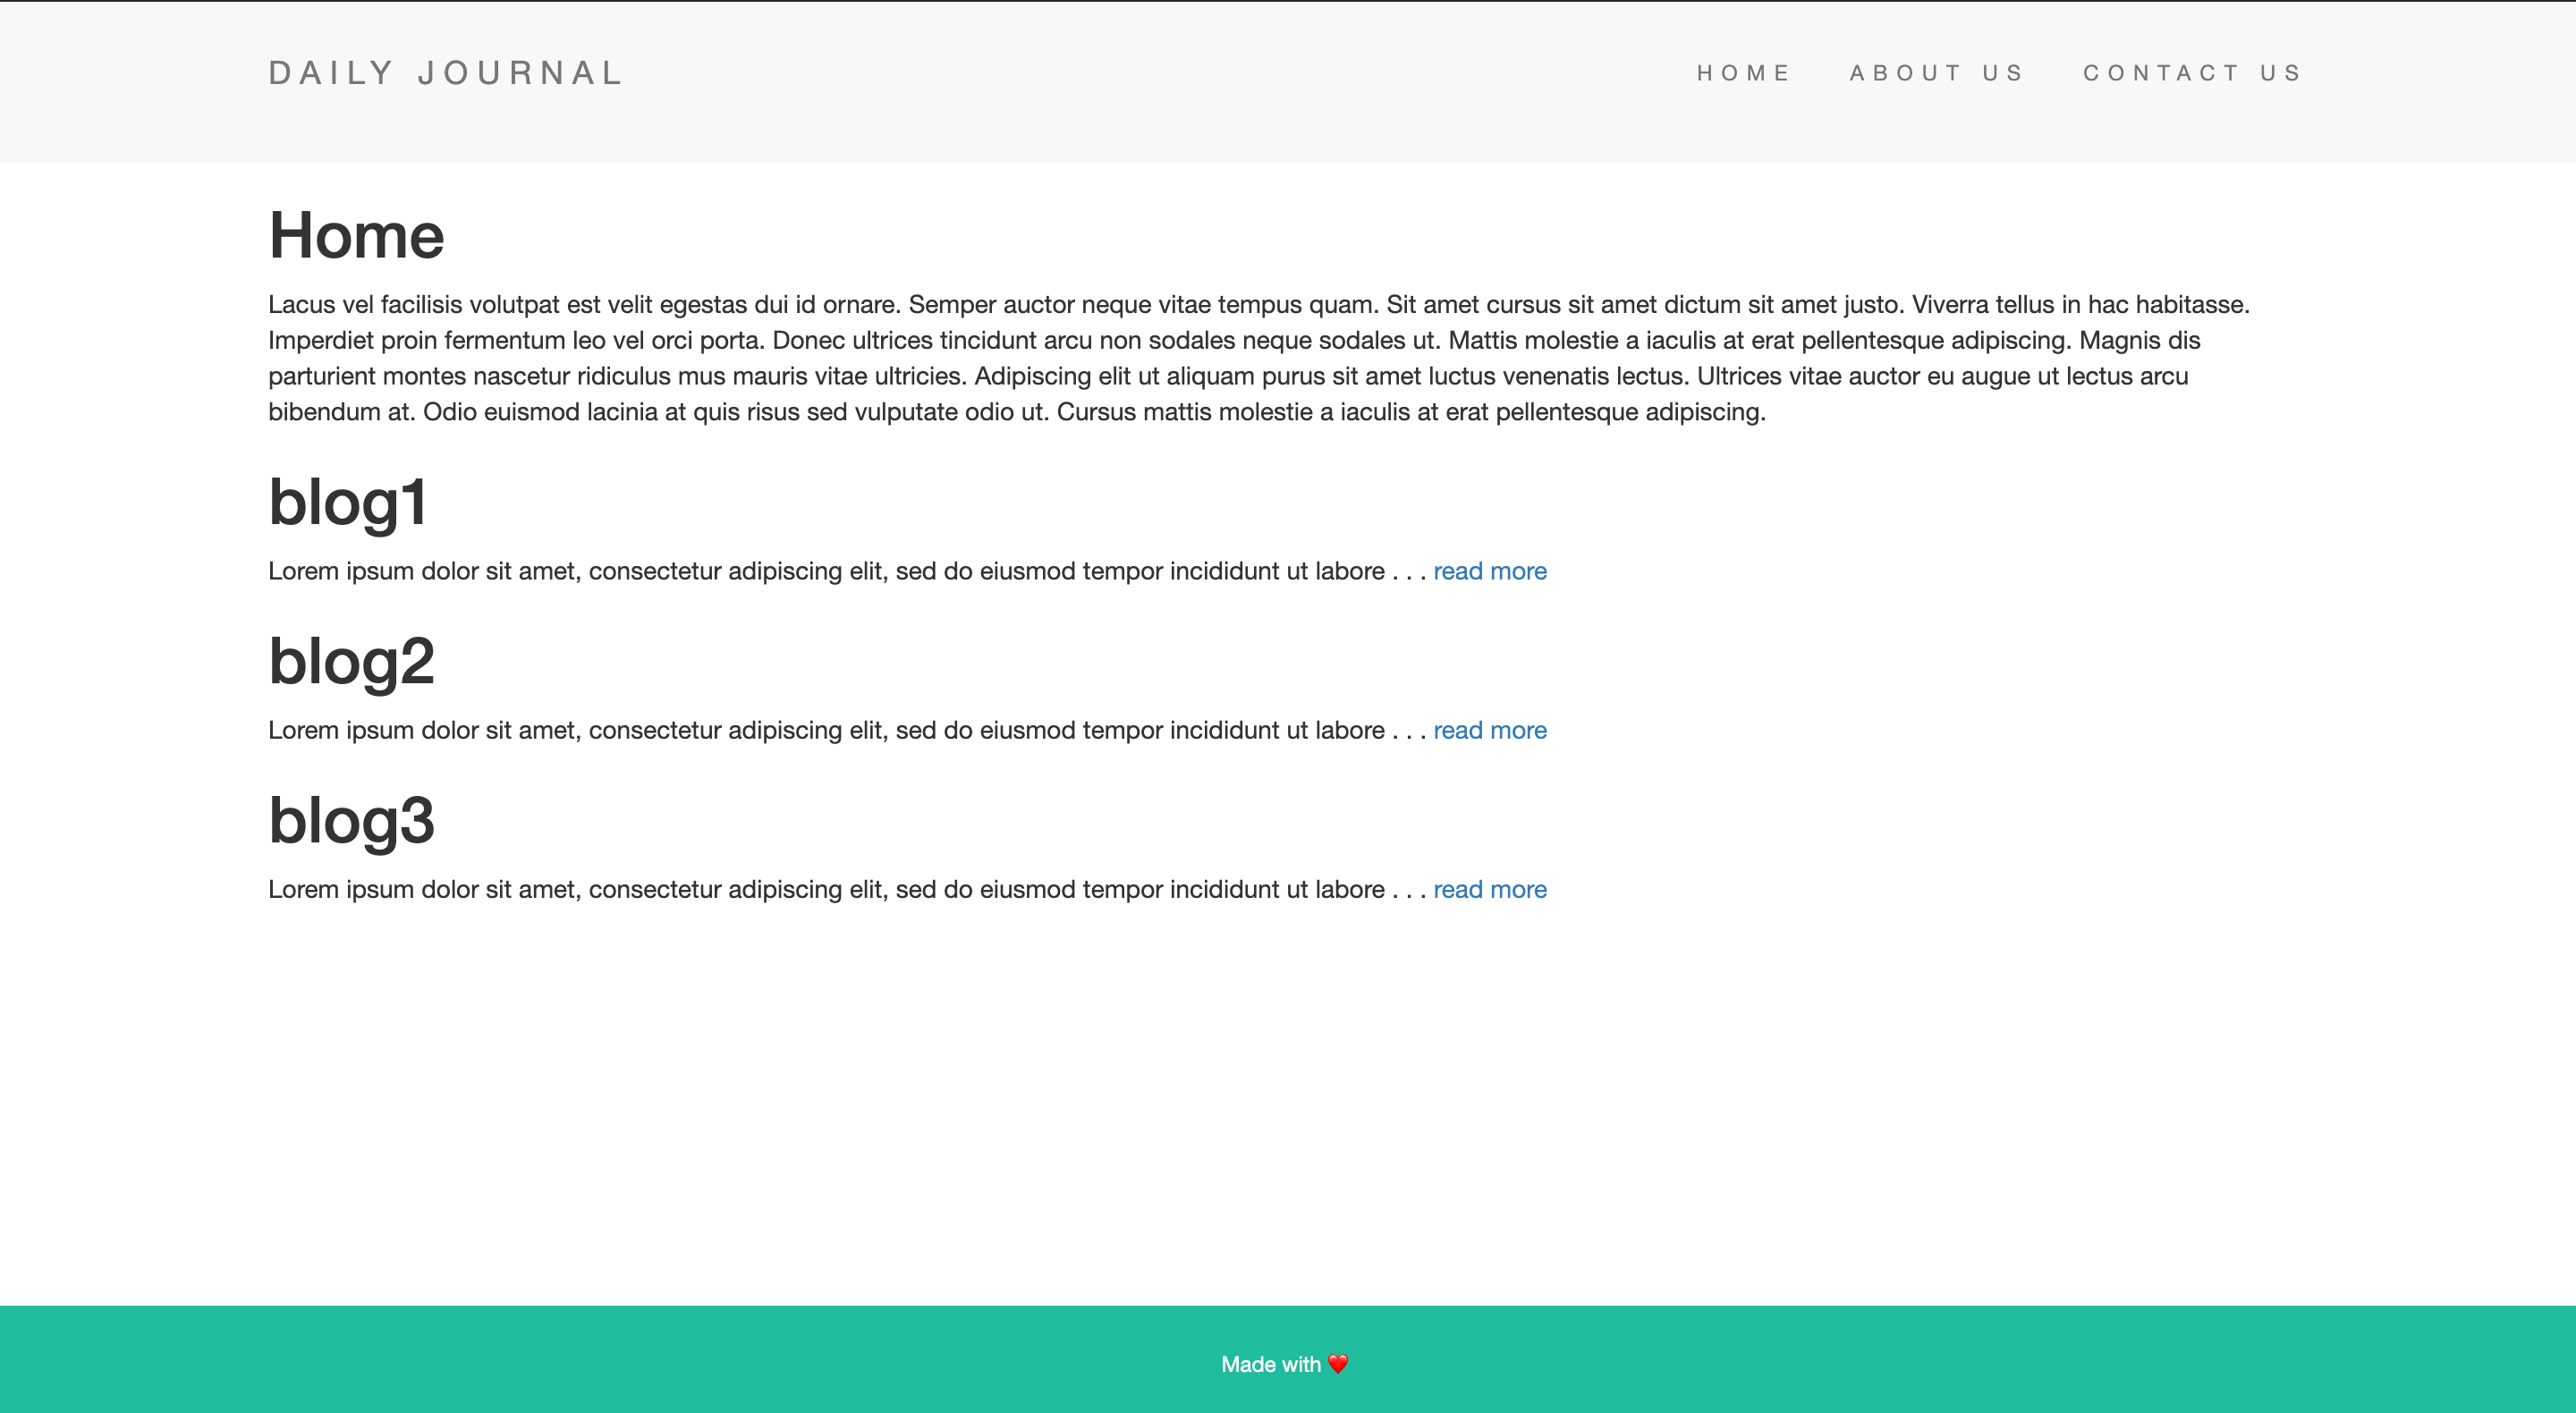 DAILY JOURNAL
HOME ABOUT US CONTACT US
Home
Lacus vel facilisis volutpat est velit egestas dui id ornare. Semper auctor neque vitae tempus quam. Sit amet cursus sit amet dictum sit amet justo. Viverra tellus in hac habitasse.
Imperdiet proin fermentum leo vel orci porta. Donec ultrices tincidunt arcu non sodales neque sodales ut. Mattis molestie a iaculis at erat pellentesque adipiscing. Magnis dis
parturient montes nascetur ridiculus mus mauris vitae ultricies. Adipiscing elit ut aliquam purus sit amet luctus venenatis lectus. Ultrices vitae auctor eu augue ut lectus arcu
bibendum at. Odio euismod lacinia at quis risus sed vulputate odio ut. Cursus mattis molestie a iaculis at erat pellentesque adipiscing.
blog1
Lorem ipsum dolor sit amet, consectetur adipiscing elit, sed do eiusmod tempor incididunt ut labore . . . read more
blog2
Lorem ipsum dolor sit amet, consectetur adipiscing elit, sed do eiusmod tempor incididunt ut labore . . . read more
blog3
Lorem ipsum dolor sit amet, consectetur adipiscing elit, sed do eiusmod tempor incididunt ut labore . . . read more
Made with ❤️